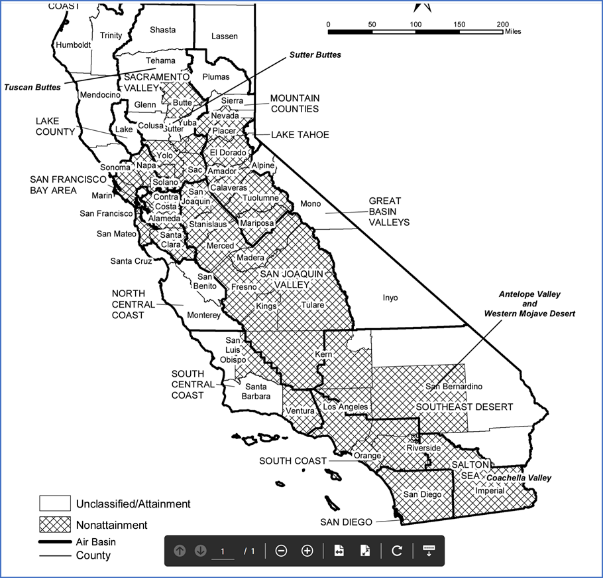 COAST
Humboldt
Trinity
Shasta
Lassen
0 50 100 150 200
Miles
Tehama
Sutter Buttes
Tuscan Buttes
SACRAMENTO
VALLEY
Plumas
Mendocino
Glenn
Butte
Sierra
MOUNTAIN
COUNTIES
Nevada
LAKE
COUNTY
Lake
Colusa
Sutter
Yuba
Placer
LAKE TAHOE
Yolo
El Dorado
Sonoma
Napa
Sac
Amador
Alpine
SAN FRANCISCO
BAY AREA
Solano
Calaveras
Marin
Contra
Costa
San
Joaquin
Tuolumne
Mono
GREAT
BASIN
VALLEYS
San Francisco
Alameda
Stanislaus
Mariposa
San Mateo
Santa
Clara
Merced
Madera
Santa Cruz
San
Benito
Fresno
SAN JOAQUIN
VALLEY
NORTH
CENTRAL
COAST
Monterey
Kings
Tulare
Inyo
Antelope Valley
and
Western Mojave Desert
San
Luis
Obispo
Kern
SOUTH
CENTRAL
COAST
Santa
Barbara
San Bernardino
Ventura
Los Angeles
SOUTHEAST DESERT
SOUTH COAST
Orange
Riverside
SALTON
SEA
Coachella Valley
San Diego
Imperial
SAN DIEGO
Unclassified/Attainment
Nonattainment
Air Basin
County
1 / 1